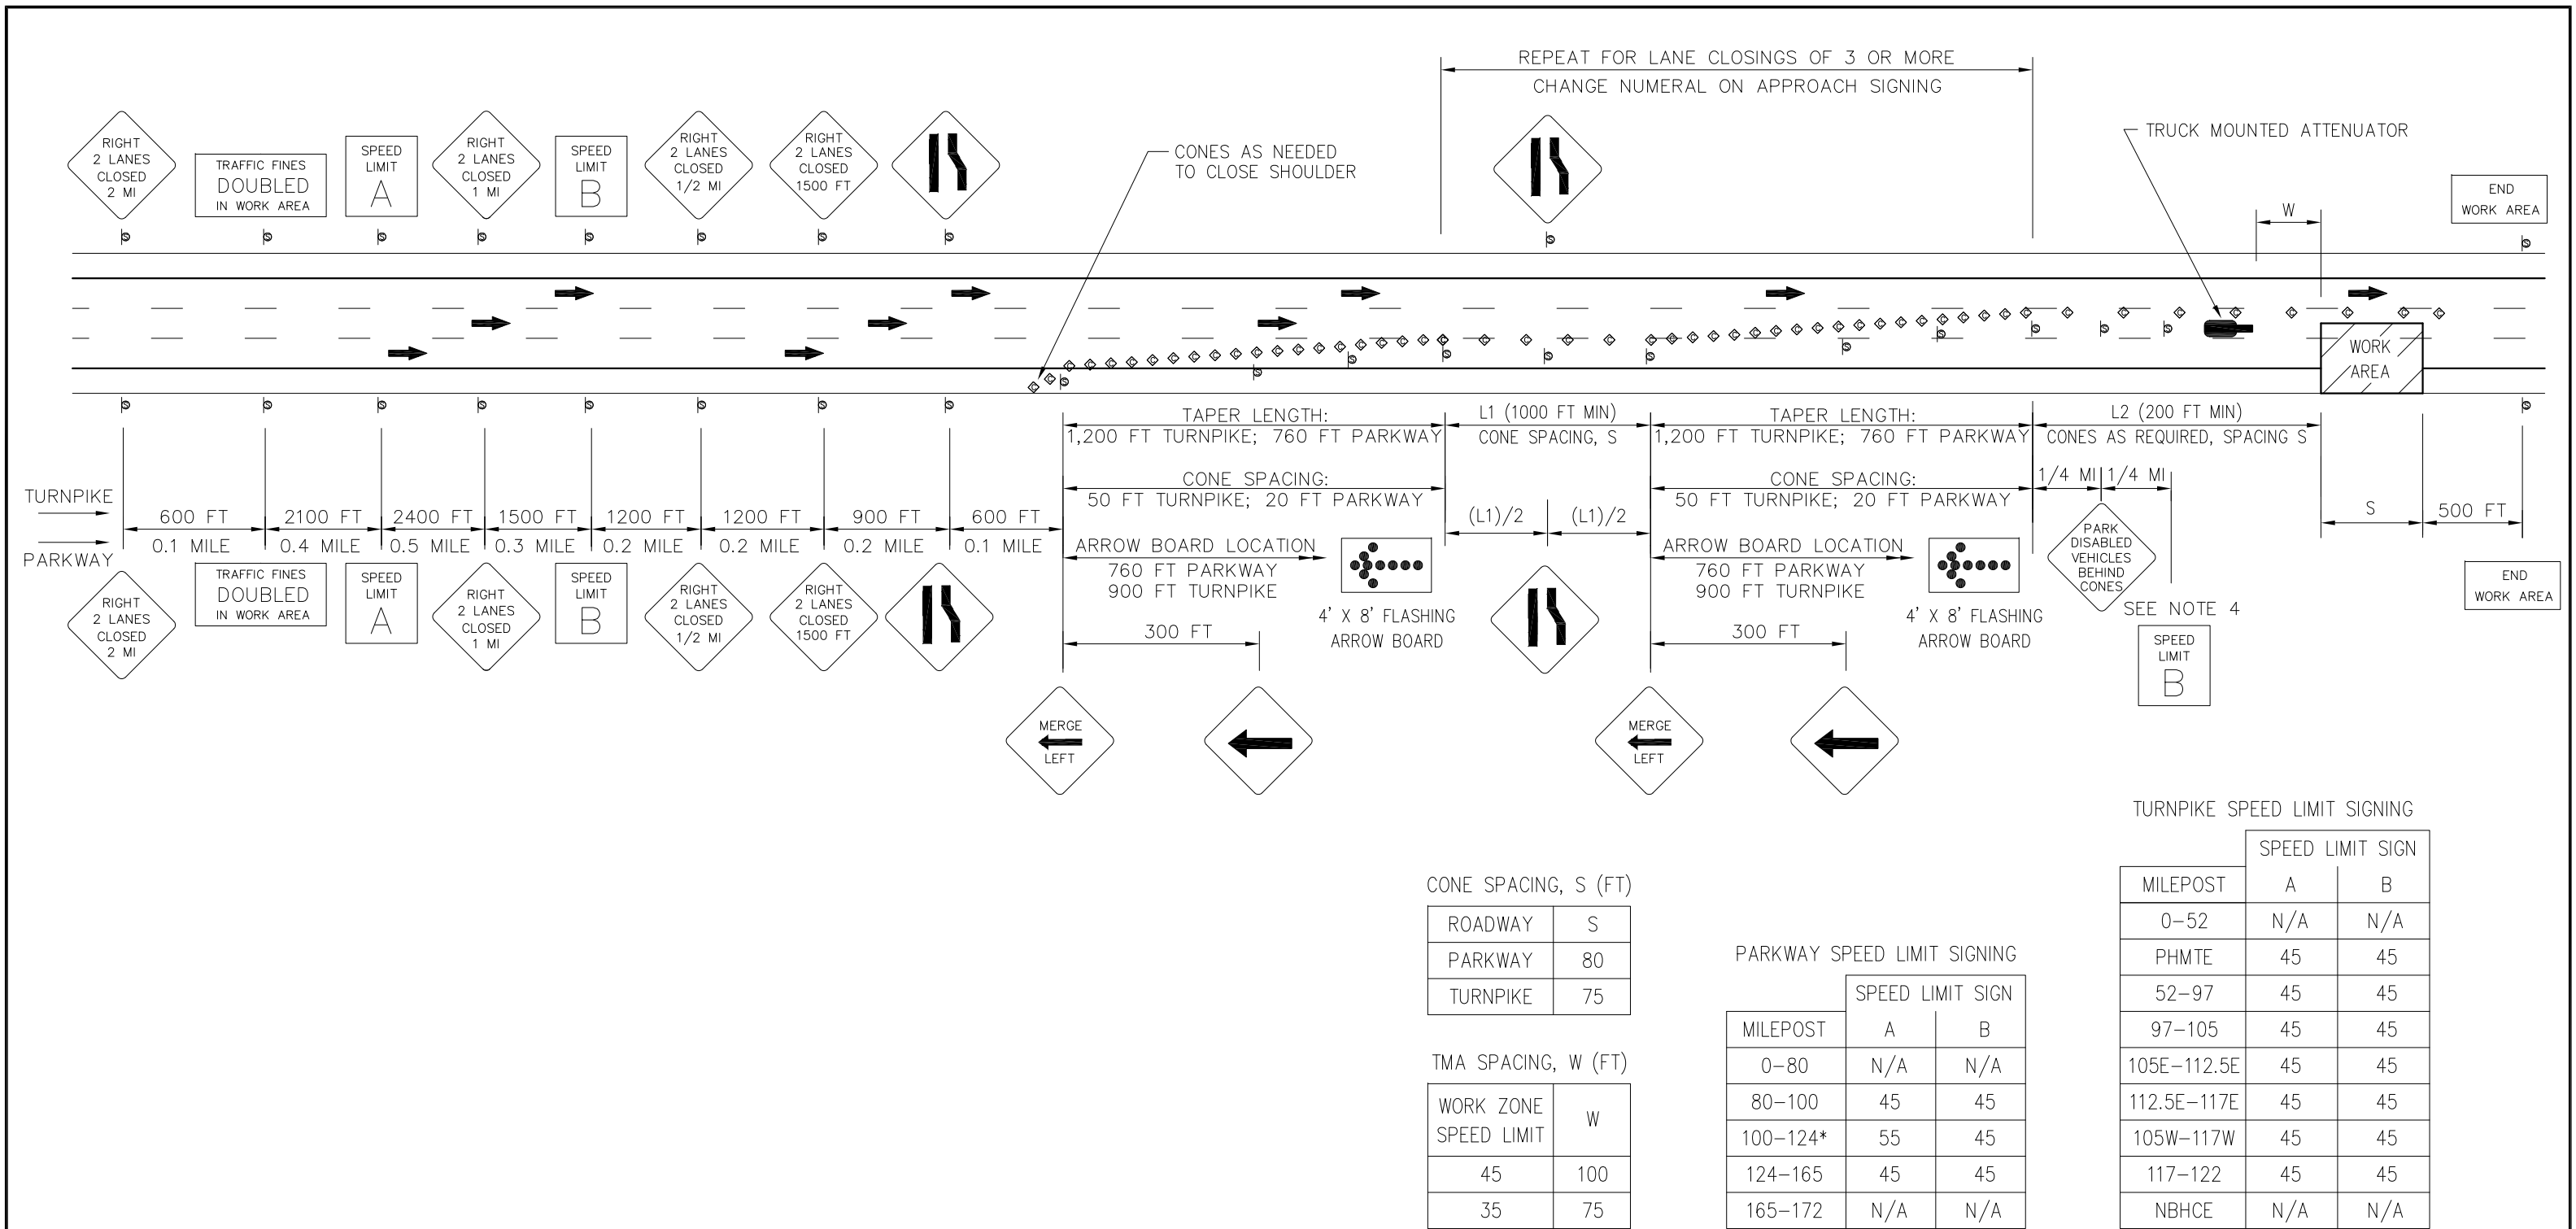 REPEAT FOR LANE CLOSINGS OF 3 OR MORE
CHANGE NUMERAL ON APPROACH SIGNING
RIGHT
2 LANES
CLOSED
2 MI
TRAFFIC FINES
DOUBLED
IN WORK AREA
SPEED
LIMIT
A
RIGHT
2 LANES
CLOSED
1 MI
SPEED
LIMIT
B
RIGHT
2 LANES
CLOSED
1/2 MI
RIGHT
2 LANES
CLOSED
1500 FT
CONES AS NEEDED
TO CLOSE SHOULDER
TRUCK MOUNTED ATTENUATOR
W
END
WORK AREA
WORK
AREA
TAPER LENGTH:
1,200 FT TURNPIKE; 760 FT PARKWAY
L1 (1000 FT MIN)
CONE SPACING, S
TAPER LENGTH:
1,200 FT TURNPIKE; 760 FT PARKWAY
L2 (200 FT MIN)
CONES AS REQUIRED, SPACING S
CONE SPACING:
50 FT TURNPIKE; 20 FT PARKWAY
CONE SPACING:
50 FT TURNPIKE; 20 FT PARKWAY
1/4 MI
1/4 MI
TURNPIKE
PARKWAY
600 FT
0.1 MILE
2100 FT
0.4 MILE
2400 FT
0.5 MILE
1500 FT
0.3 MILE
1200 FT
0.2 MILE
1200 FT
0.2 MILE
900 FT
0.2 MILE
600 FT
0.1 MILE
(L1)/2
(L1)/2
S
500 FT
ARROW BOARD LOCATION
760 FT PARKWAY
900 FT TURNPIKE
4' X 8' FLASHING
ARROW BOARD
300 FT
ARROW BOARD LOCATION
760 FT PARKWAY
900 FT TURNPIKE
4' X 8' FLASHING
ARROW BOARD
300 FT
PARK
DISABLED
VEHICLES
BEHIND
CONES
SEE NOTE 4
SPEED
LIMIT
B
END
WORK AREA
RIGHT
2 LANES
CLOSED
2 MI
TRAFFIC FINES
DOUBLED
IN WORK AREA
SPEED
LIMIT
A
RIGHT
2 LANES
CLOSED
1 MI
SPEED
LIMIT
B
RIGHT
2 LANES
CLOSED
1/2 MI
RIGHT
2 LANES
CLOSED
1500 FT
MERGE
LEFT
MERGE
LEFT
CONE SPACING, S (FT)
ROADWAY S
PARKWAY 80
TURNPIKE 75
TMA SPACING, W (FT)
WORK ZONE
SPEED LIMIT W
45 100
35 75
PARKWAY SPEED LIMIT SIGNING
SPEED LIMIT SIGN
MILEPOST A B
0-80 N/A N/A
80-100 45 45
100-124* 55 45
124-165 45 45
165-172 N/A N/A
TURNPIKE SPEED LIMIT SIGNING
SPEED LIMIT SIGN
MILEPOST A B
0-52 N/A N/A
PHMTE 45 45
52-97 45 45
97-105 45 45
105E-112.5E 45 45
112.5E-117E 45 45
105W-117W 45 45
117-122 45 45
NBHCE N/A N/A